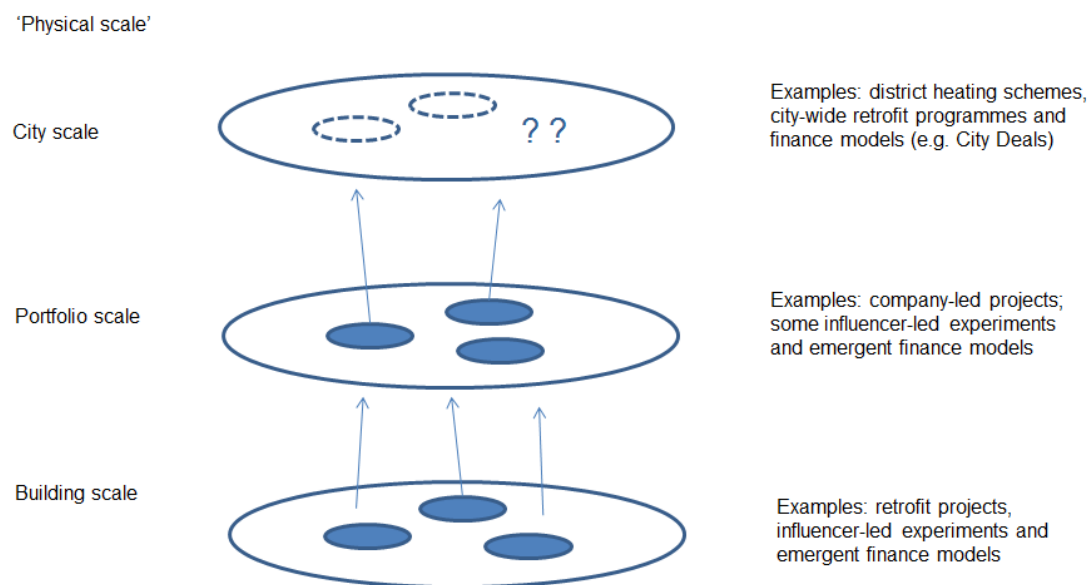 ‘Physical scale’
City scale
? ?
Examples: district heating schemes,
city-wide retrofit programmes and
finance models (e.g. City Deals)
Portfolio scale
Examples: company-led projects;
some influencer-led experiments
and emergent finance models
Building scale
Examples: retrofit projects,
influencer-led experiments and
emergent finance models